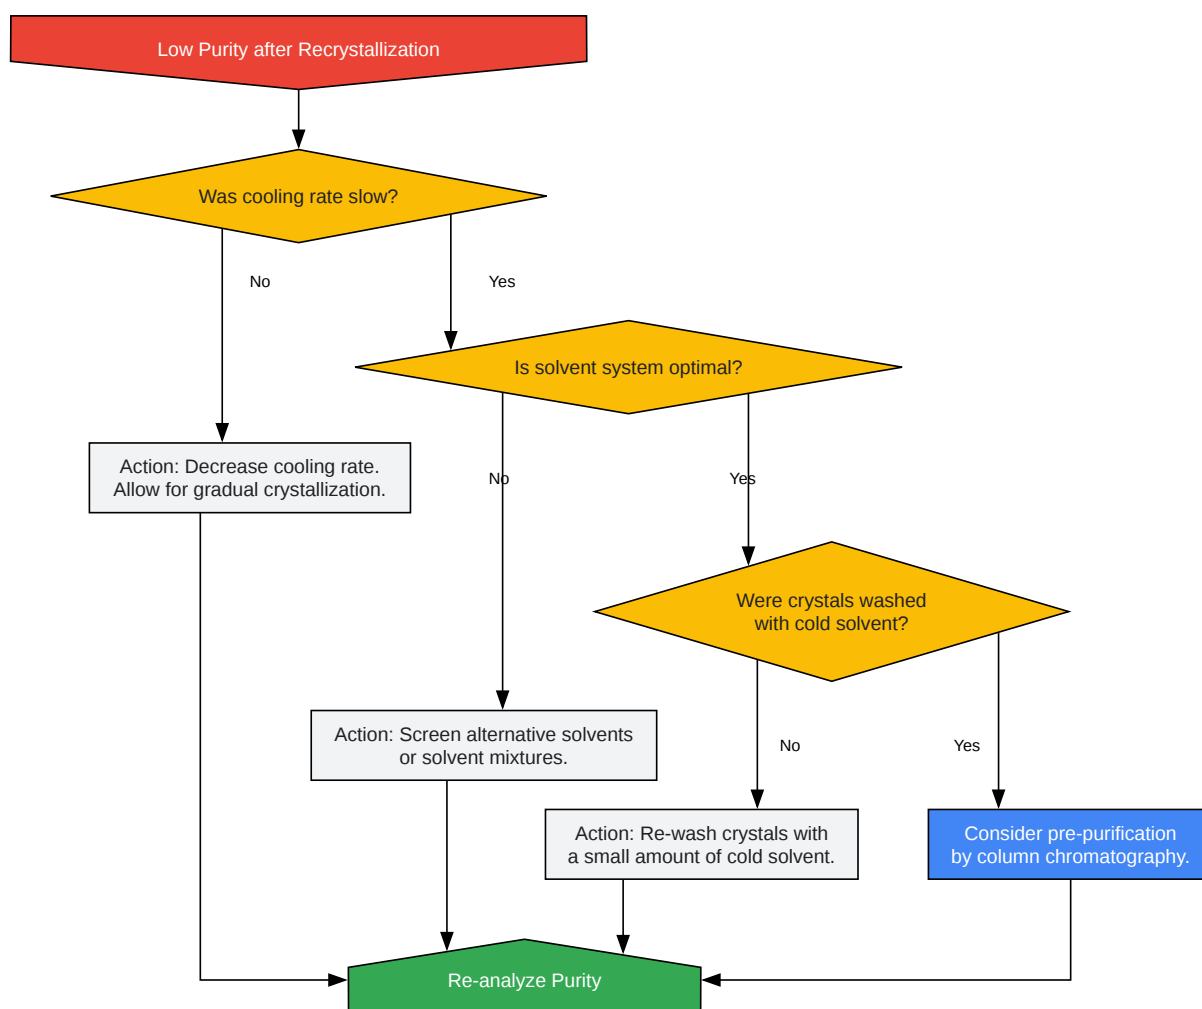 Low Purity after Recrystallization
Was cooling rate slow?
No
Yes
Is solvent system optimal?
Action: Decrease cooling rate.
Allow for gradual crystallization.
No
Yes
Were crystals washed
with cold solvent?
Action: Screen alternative solvents
or solvent mixtures.
No
Yes
Action: Re-wash crystals with
a small amount of cold solvent.
Consider pre-purification
by column chromatography.
Re-analyze Purity